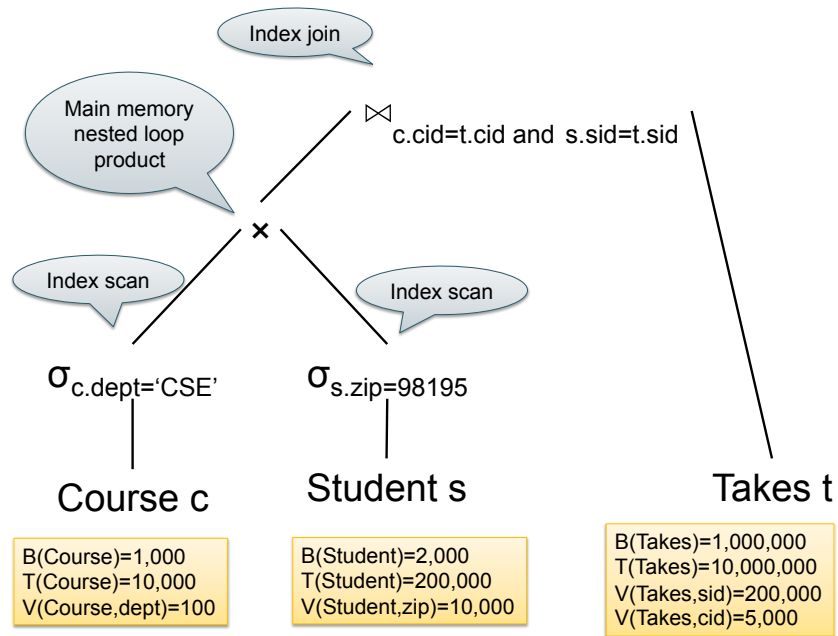 Index join
Main memory
nested loop
product
⋈ c.cid=t.cid and s.sid=t.sid
×
Index scan
Index scan
σ c.dept=‘CSE’
σ s.zip=98195
Course c
Student s
Takes t
B(Course)=1,000
T(Course)=10,000
V(Course,dept)=100
B(Student)=2,000
T(Student)=200,000
V(Student,zip)=10,000
B(Takes)=1,000,000
T(Takes)=10,000,000
V(Takes,sid)=200,000
V(Takes,cid)=5,000